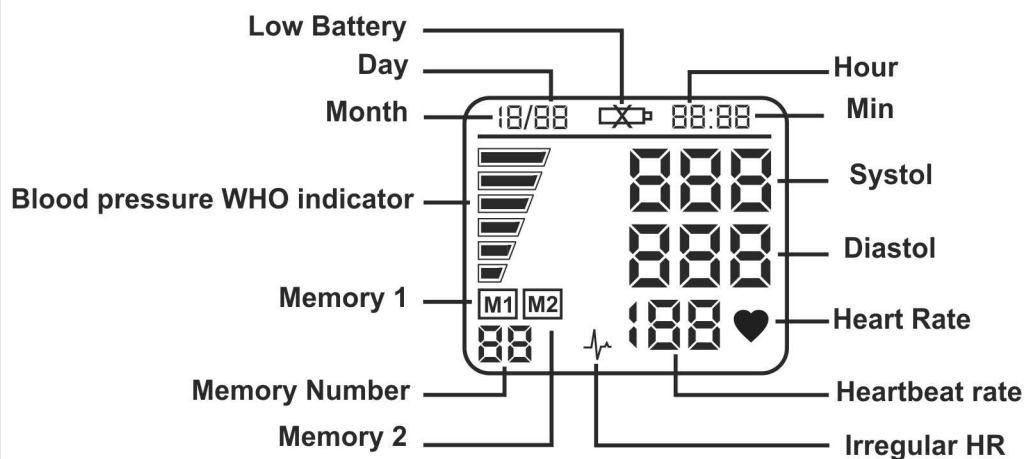 Low Battery
Day
Month
Hour
Min
18/88
88:88
Blood pressure WHO indicator
888
Systol
888
Diastol
Memory 1
M1 M2
188
Heart Rate
88
Memory Number
Heartbeat rate
Memory 2
Irregular HR